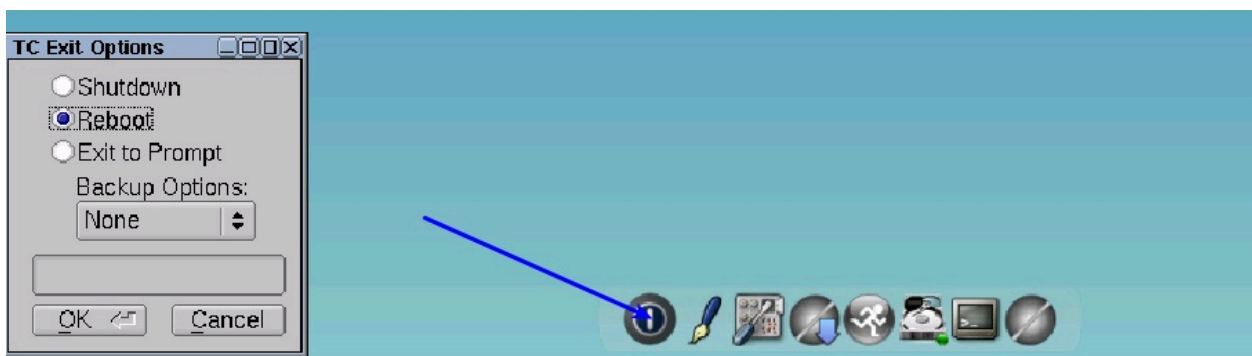 TC Exit Options
Shutdown
Reboot
Exit to Prompt
Backup Options:
None
OK
Cancel